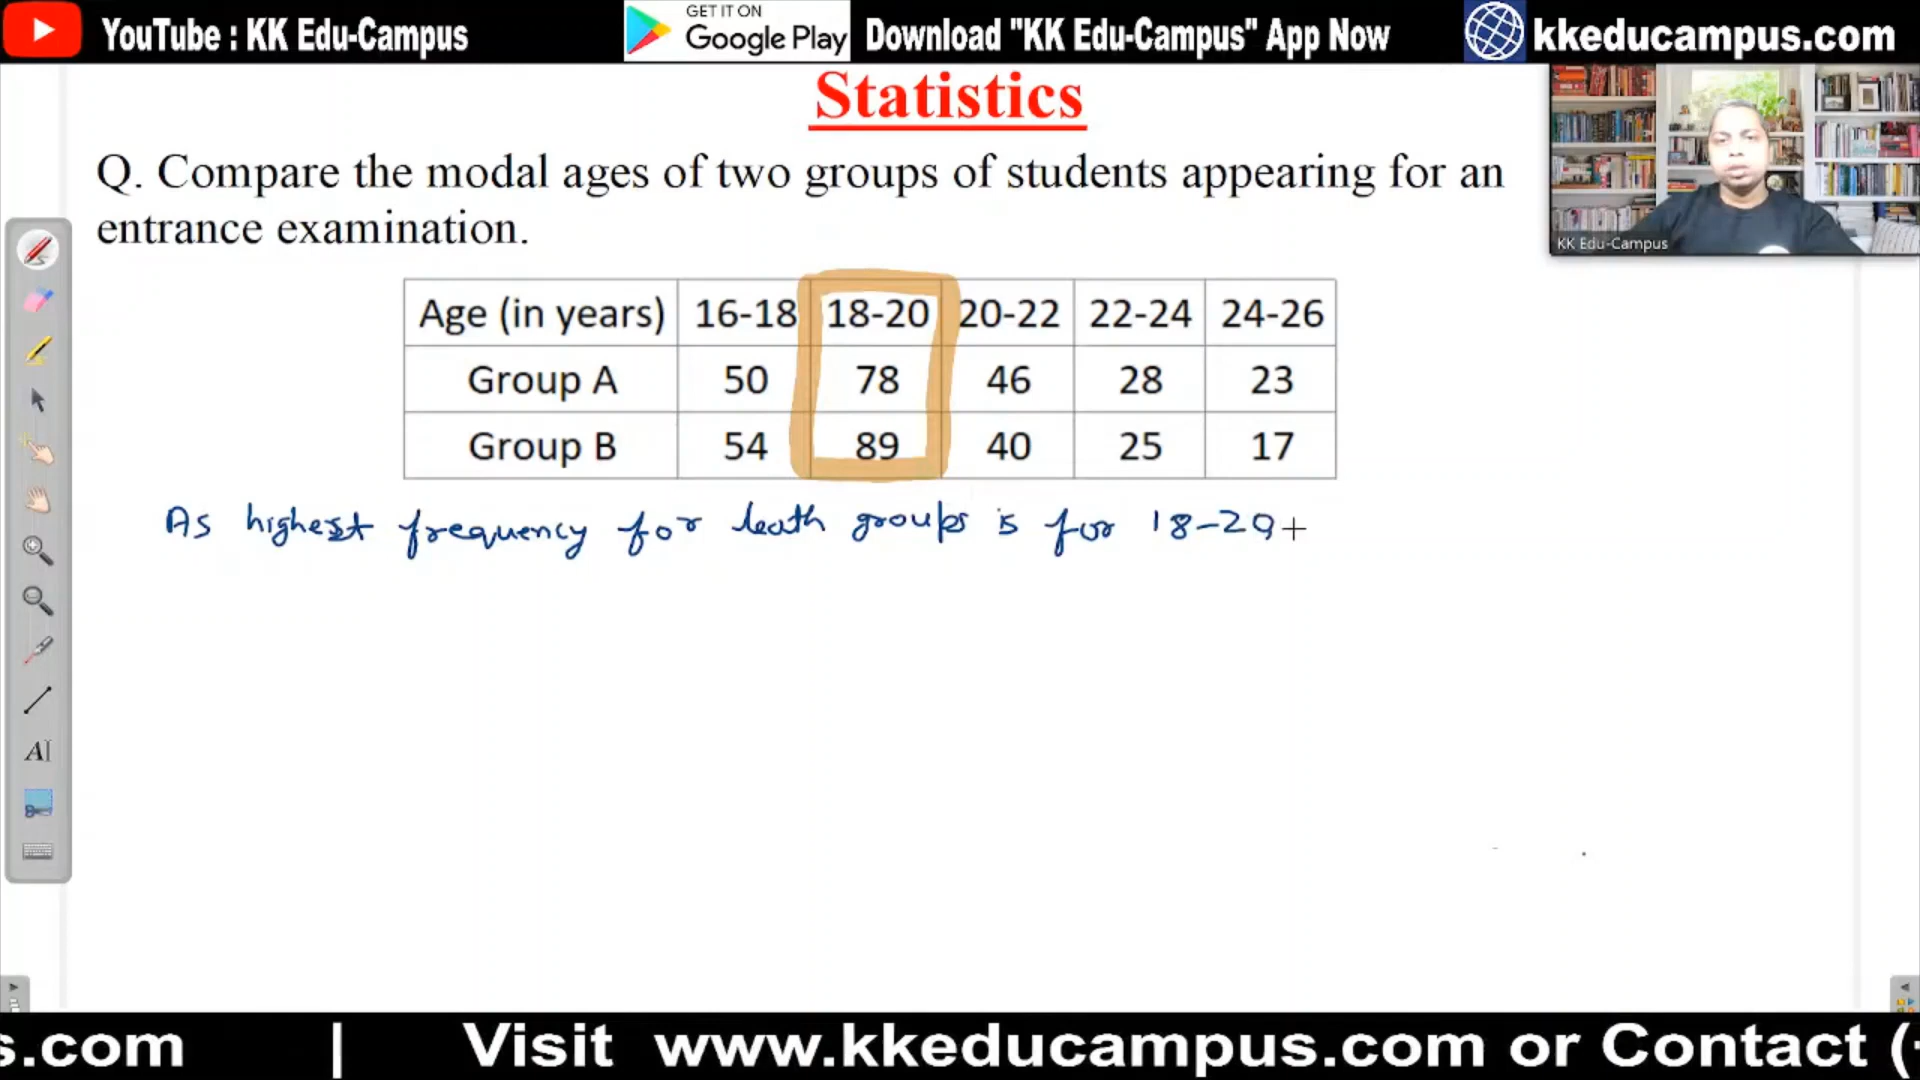 YouTube : KK Edu-Campus
GET IT ON
Google Play
Download "KK Edu-Campus" App Now
kkeducampus.com
Statistics
Q. Compare the modal ages of two groups of students appearing for an
entrance examination.
KK Edu-Campus
Age (in years) 16-18 18-20 20-22 22-24 24-26
Group A 50 78 46 28 23
Group B 54 89 40 25 17
As highest frequency for both groups is for 18-20
AI
s.com | Visit www.kkeducampus.com or Contact (